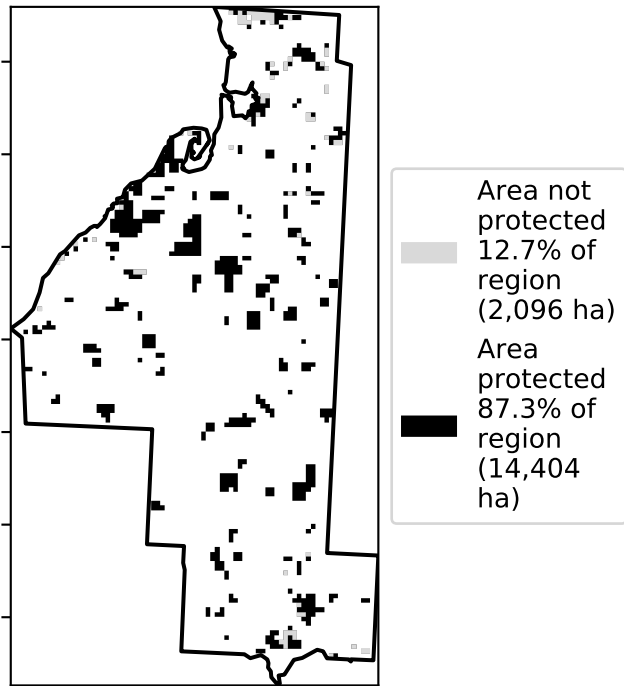 Area not
protected
12.7% of
region
(2,096 ha)
Area
protected
87.3% of
region
(14,404
ha)